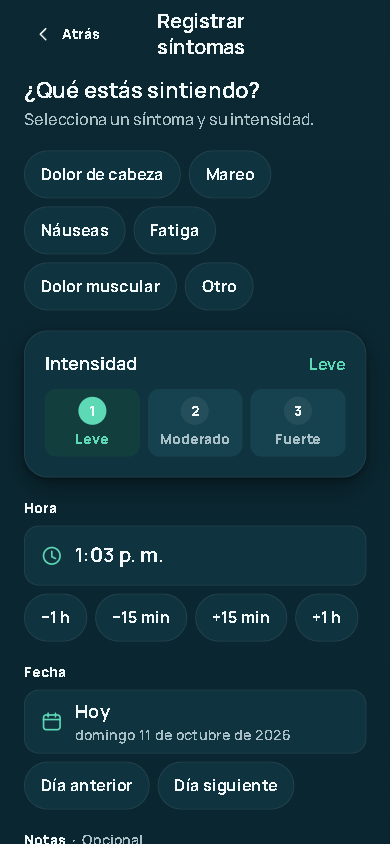 Atrás
Registrar
síntomas
¿Qué estás sintiendo?
Selecciona un síntoma y su intensidad.
Dolor de cabeza
Mareo
Náuseas
Fatiga
Dolor muscular
Otro
Intensidad
Leve
1
2
3
Leve
Moderado
Fuerte
Hora
1:03 p. m.
−1 h
−15 min
+15 min
+1 h
Fecha
Hoy
domingo 11 de octubre de 2026
Día anterior
Día siguiente
Notas · Opcional